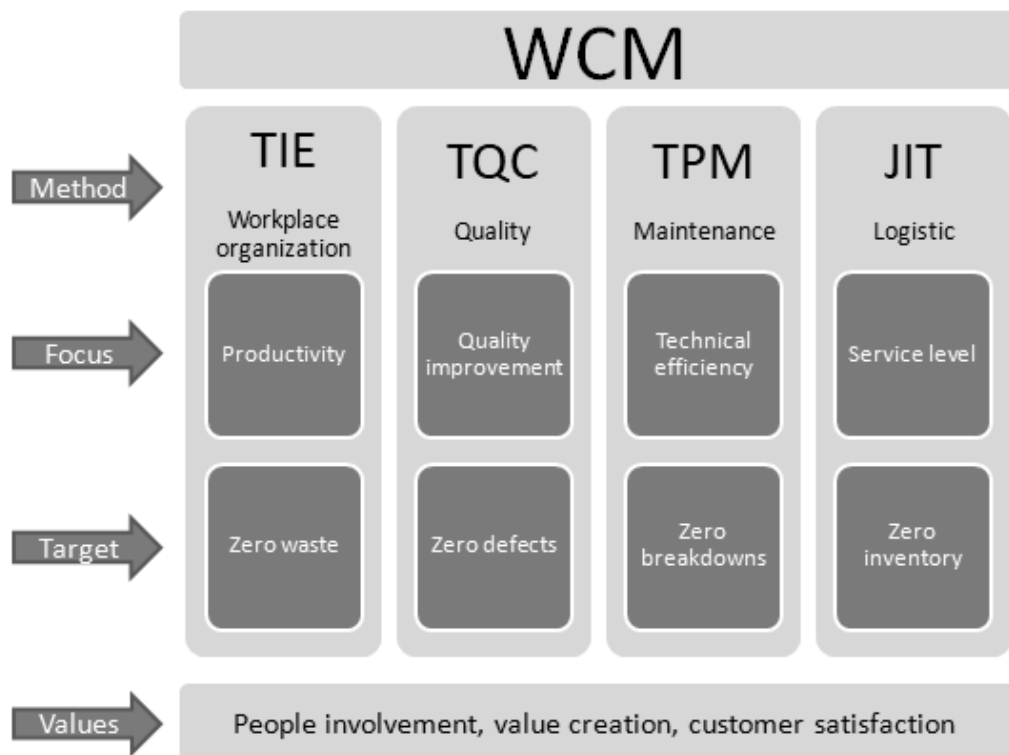 WCM
Method
TIE
TQC
TPM
JIT
Workplace
organization
Quality
Maintenance
Logistic
Focus
Productivity
Quality
improvement
Technical
efficiency
Service level
Target
Zero waste
Zero defects
Zero
breakdowns
Zero
inventory
Values
People involvement, value creation, customer satisfaction